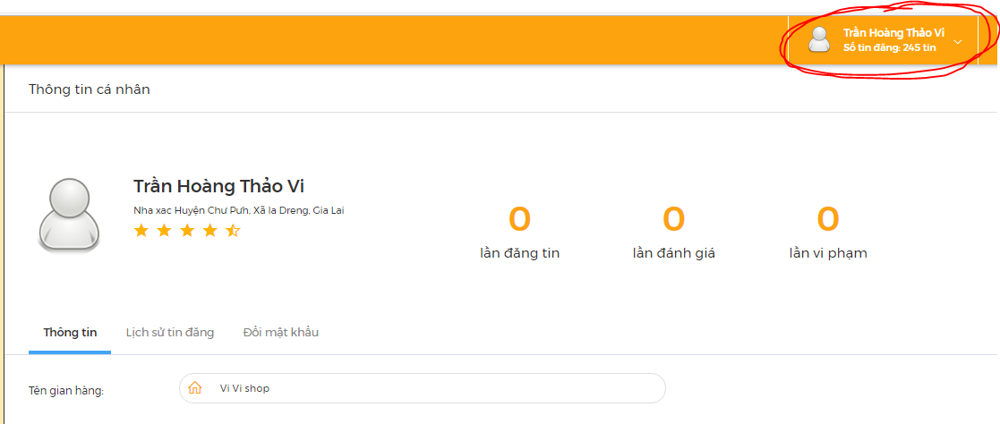 Trần Hoàng Thảo Vi
Số tin đăng: 245 tin
Thông tin cá nhân
Trần Hoàng Thảo Vi
Nha xac Huyện Chư Pưh, Xã Ia Dreng, Gia Lai
0
lần đăng tin
0
lần đánh giá
0
lần vi phạm
Thông tin
Lịch sử tin đăng
Đổi mật khẩu
Tên gian hàng:
Vi Vi shop